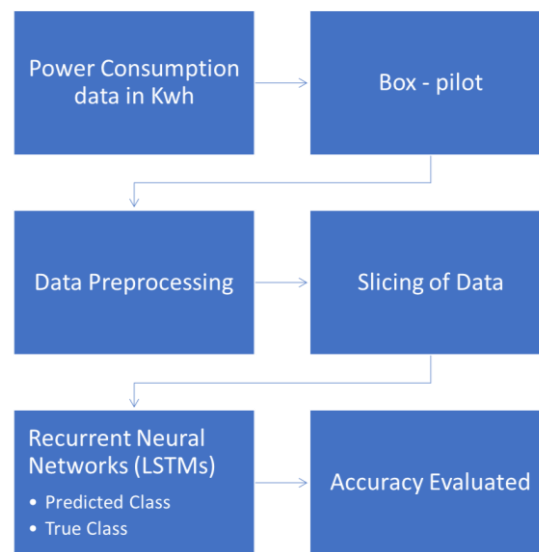 Power Consumption
data in Kwh
Box - pilot
Data Preprocessing
Slicing of Data
Recurrent Neural
Networks (LSTMs)
• Predicted Class
• True Class
Accuracy Evaluated